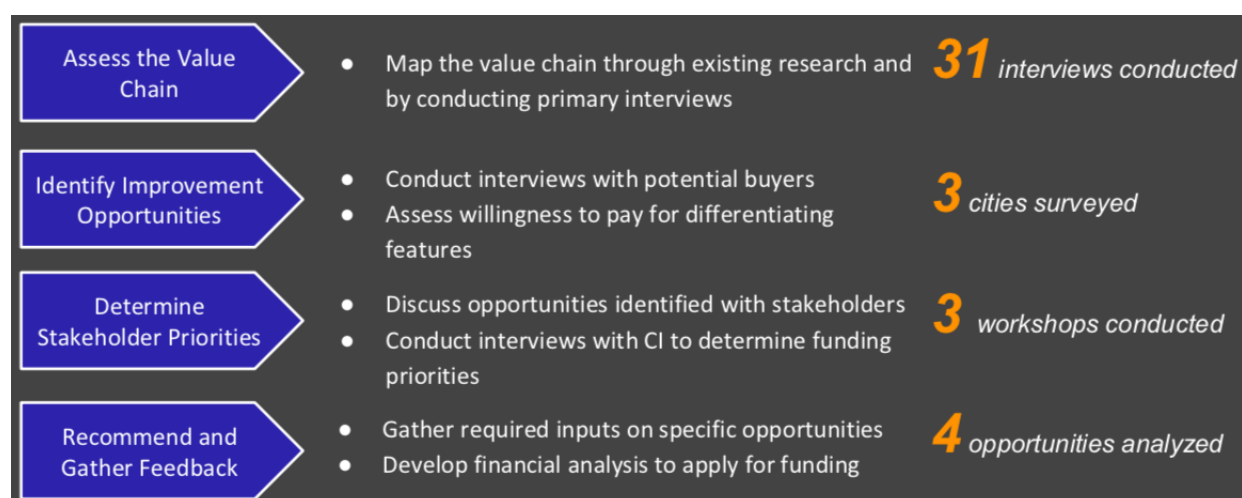 Assess the Value
Chain
● Map the value chain through existing research and
by conducting primary interviews
31 interviews conducted
Identify Improvement
Opportunities
● Conduct interviews with potential buyers
● Assess willingness to pay for differentiating
features
3 cities surveyed
Determine
Stakeholder Priorities
● Discuss opportunities identified with stakeholders
● Conduct interviews with CI to determine funding
priorities
3 workshops conducted
Recommend and
Gather Feedback
● Gather required inputs on specific opportunities
● Develop financial analysis to apply for funding
4 opportunities analyzed